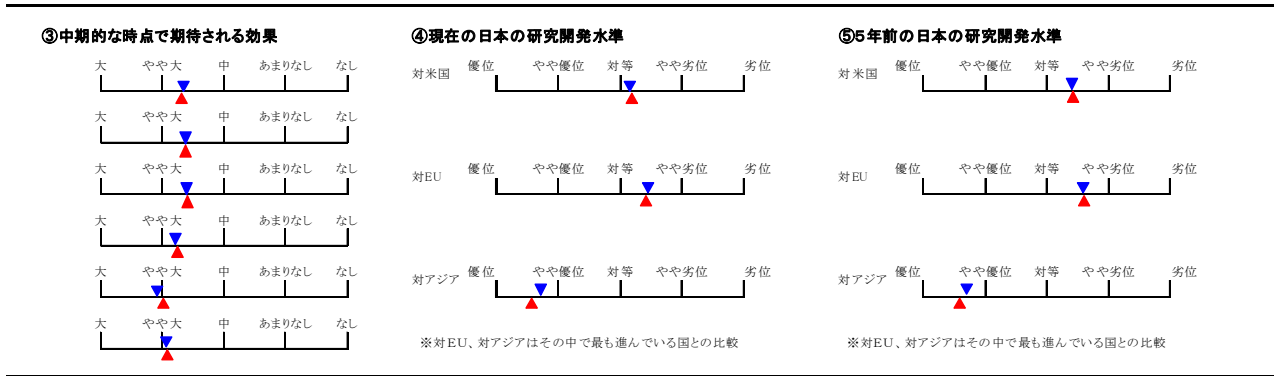 ③中期的な時点で期待される効果
大 やや大 中 あまりなし なし
大 やや大 中 あまりなし なし
大 やや大 中 あまりなし なし
大 やや大 中 あまりなし なし
大 やや大 中 あまりなし なし
大 やや大 中 あまりなし なし
④現在の日本の研究開発水準
対米国 優位 やや優位 対等 やや劣位 劣位
対EU 優位 やや優位 対等 やや劣位 劣位
対アジア 優位 やや優位 対等 やや劣位 劣位
※対EU、対アジアはその中で最も進んでいる国との比較
⑤5年前の日本の研究開発水準
対米国 優位 やや優位 対等 やや劣位 劣位
対EU 優位 やや優位 対等 やや劣位 劣位
対アジア 優位 やや優位 対等 やや劣位 劣位
※対EU、対アジアはその中で最も進んでいる国との比較